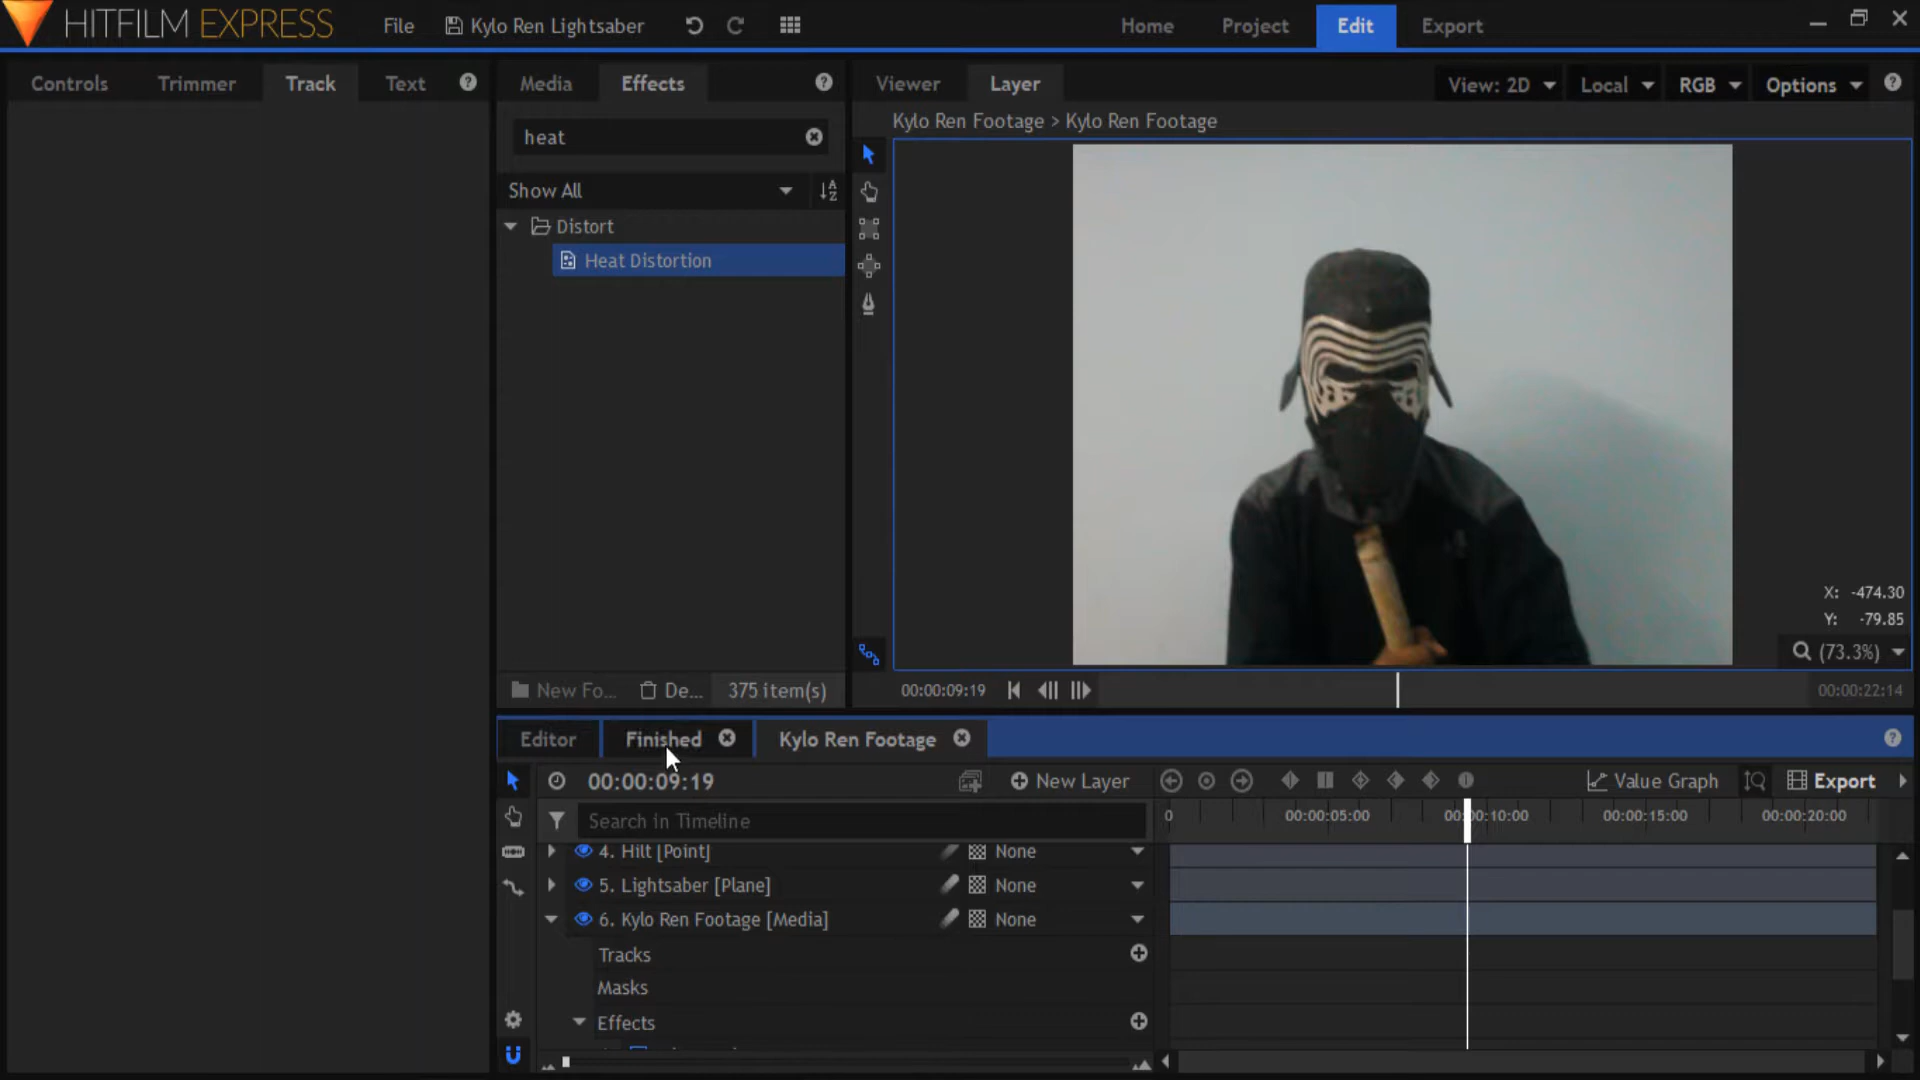 HITFILM EXPRESS
File
Kylo Ren Lightsaber
Home
Project
Edit
Export
Controls
Trimmer
Track
Text
Media
Effects
heat
Show All
Distort
Heat Distortion
New Fo...
De...
375 item(s)
Viewer
Layer
View: 2D
Local
RGB
Options
Kylo Ren Footage > Kylo Ren Footage
X: -474.30
Y: -79.85
(73.3%)
00:00:09:19
00:00:22:14
Editor
Finished
Kylo Ren Footage
00:00:09:19
New Layer
Value Graph
Export
Search in Timeline
0
00:00:05:00
00:00:10:00
00:00:15:00
00:00:20:00
4. Hilt [Point]
None
5. Lightsaber [Plane]
None
6. Kylo Ren Footage [Media]
None
Tracks
Masks
Effects